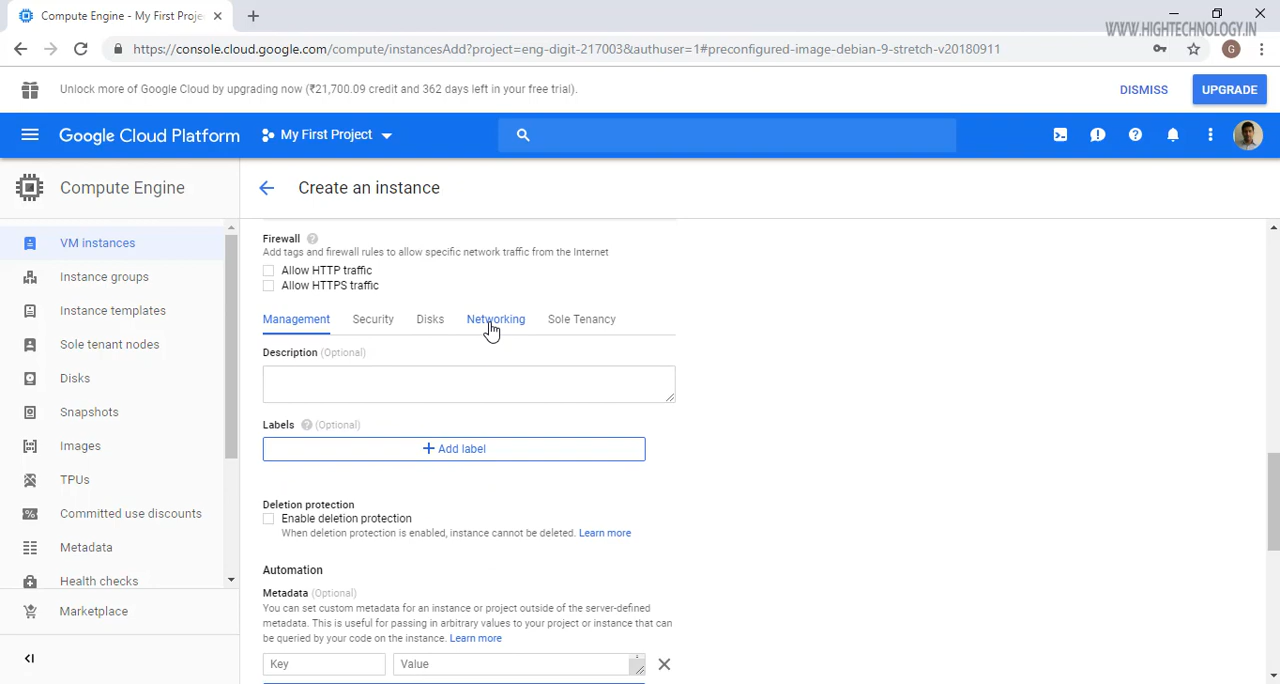 Compute Engine - My First Proje
WWW.HIGHTECHNOLOGY.IN
https://console.cloud.google.com/compute/instancesAdd?project=eng-digit-217003&authuser=1#preconfigured-image-debian-9-stretch-v20180911
G
Unlock more of Google Cloud by upgrading now (₹21,700.09 credit and 362 days left in your free trial).
DISMISS
UPGRADE
Google Cloud Platform
My First Project
Compute Engine
Create an instance
VM instances
Instance groups
Instance templates
Sole tenant nodes
Disks
Snapshots
Images
TPUs
Committed use discounts
Metadata
Health checks
Marketplace
Firewall
Add tags and firewall rules to allow specific network traffic from the Internet
Allow HTTP traffic
Allow HTTPS traffic
Management Security Disks Networking Sole Tenancy
Description (Optional)
Labels (Optional)
+ Add label
Deletion protection
Enable deletion protection
When deletion protection is enabled, instance cannot be deleted. Learn more
Automation
Metadata (Optional)
You can set custom metadata for an instance or project outside of the server-defined
metadata. This is useful for passing in arbitrary values to your project or instance that can
be queried by your code on the instance. Learn more
Key Value